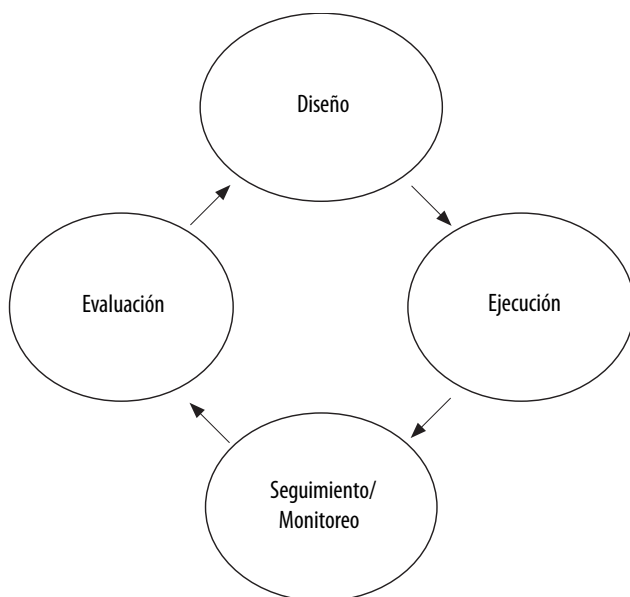 Diseño
Evaluación
Ejecución
Seguimiento/
Monitoreo